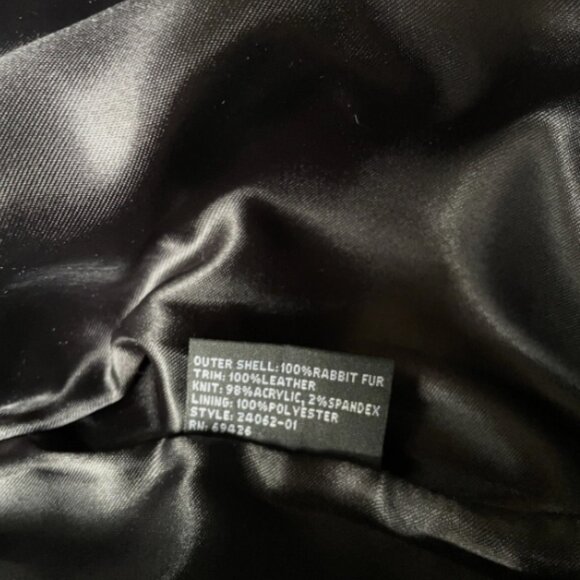 OUTER SHELL:100%RABBIT FUR
TRIM: 100%LEATHER
KNIT: 98%ACRYLIC, 2%SPANDEX
LINING: 100%POLYESTER
STYLE: 24062-01
RN: 69426